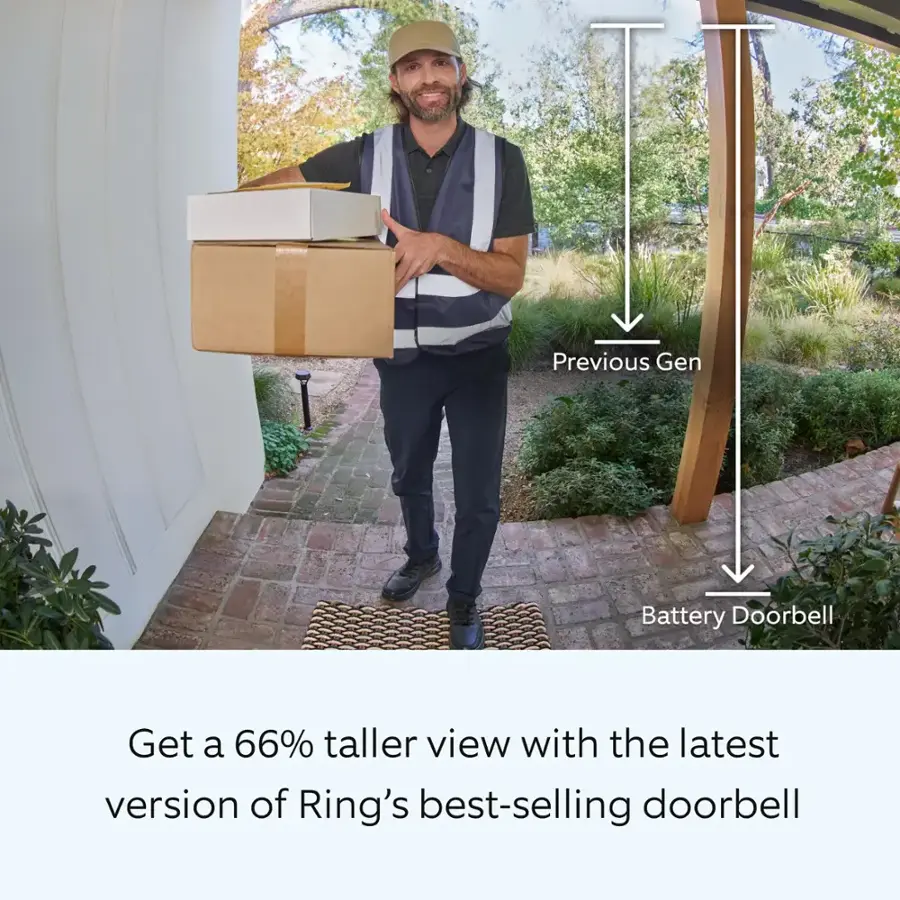 Previous Gen
Battery Doorbell
Get a 66% taller view with the latest
version of Ring’s best-selling doorbell